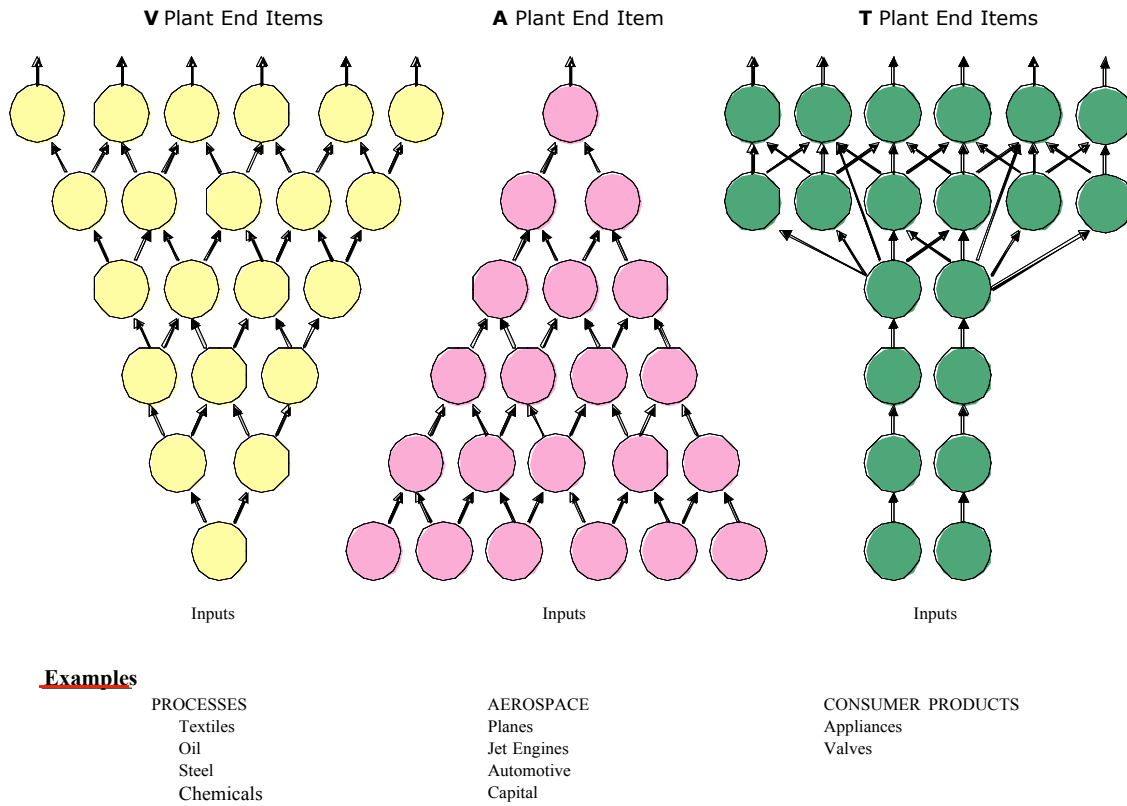 V Plant End Items
A Plant End Item
T Plant End Items
Inputs
Inputs
Inputs
Examples
PROCESSES
Textiles
Oil
Steel
Chemicals
AEROSPACE
Planes
Jet Engines
Automotive
Capital
CONSUMER PRODUCTS
Appliances
Valves